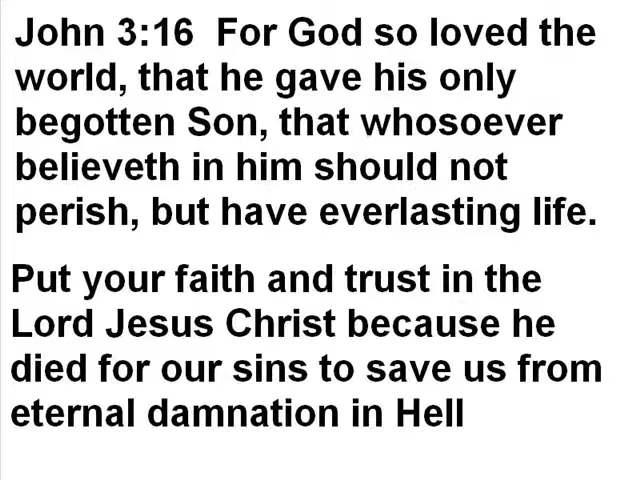 John 3:16  For God so loved the
world, that he gave his only
begotten Son, that whosoever
believeth in him should not
perish, but have everlasting life.
Put your faith and trust in the
Lord Jesus Christ because he
died for our sins to save us from
eternal damnation in Hell